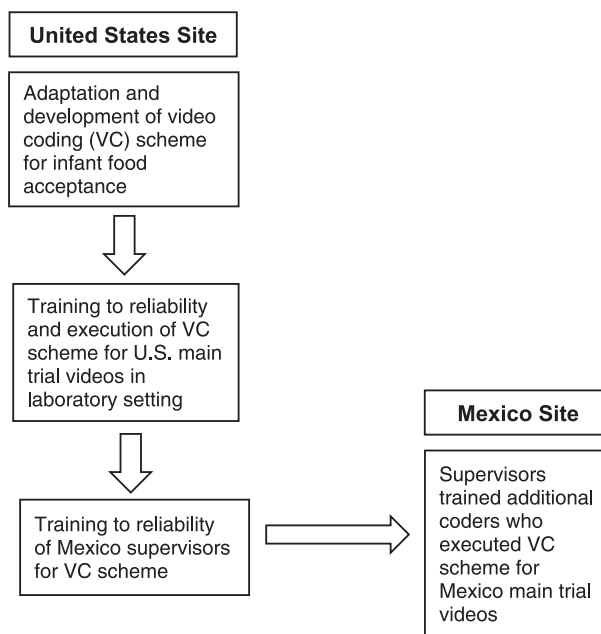 United States Site
Adaptation and
development of video
coding (VC) scheme
for infant food
acceptance
Training to reliability
and execution of VC
scheme for U.S. main
trial videos in
laboratory setting
Training to reliability
of Mexico supervisors
for VC scheme
Mexico Site
Supervisors
trained additional
coders who
executed VC
scheme for
Mexico main trial
videos